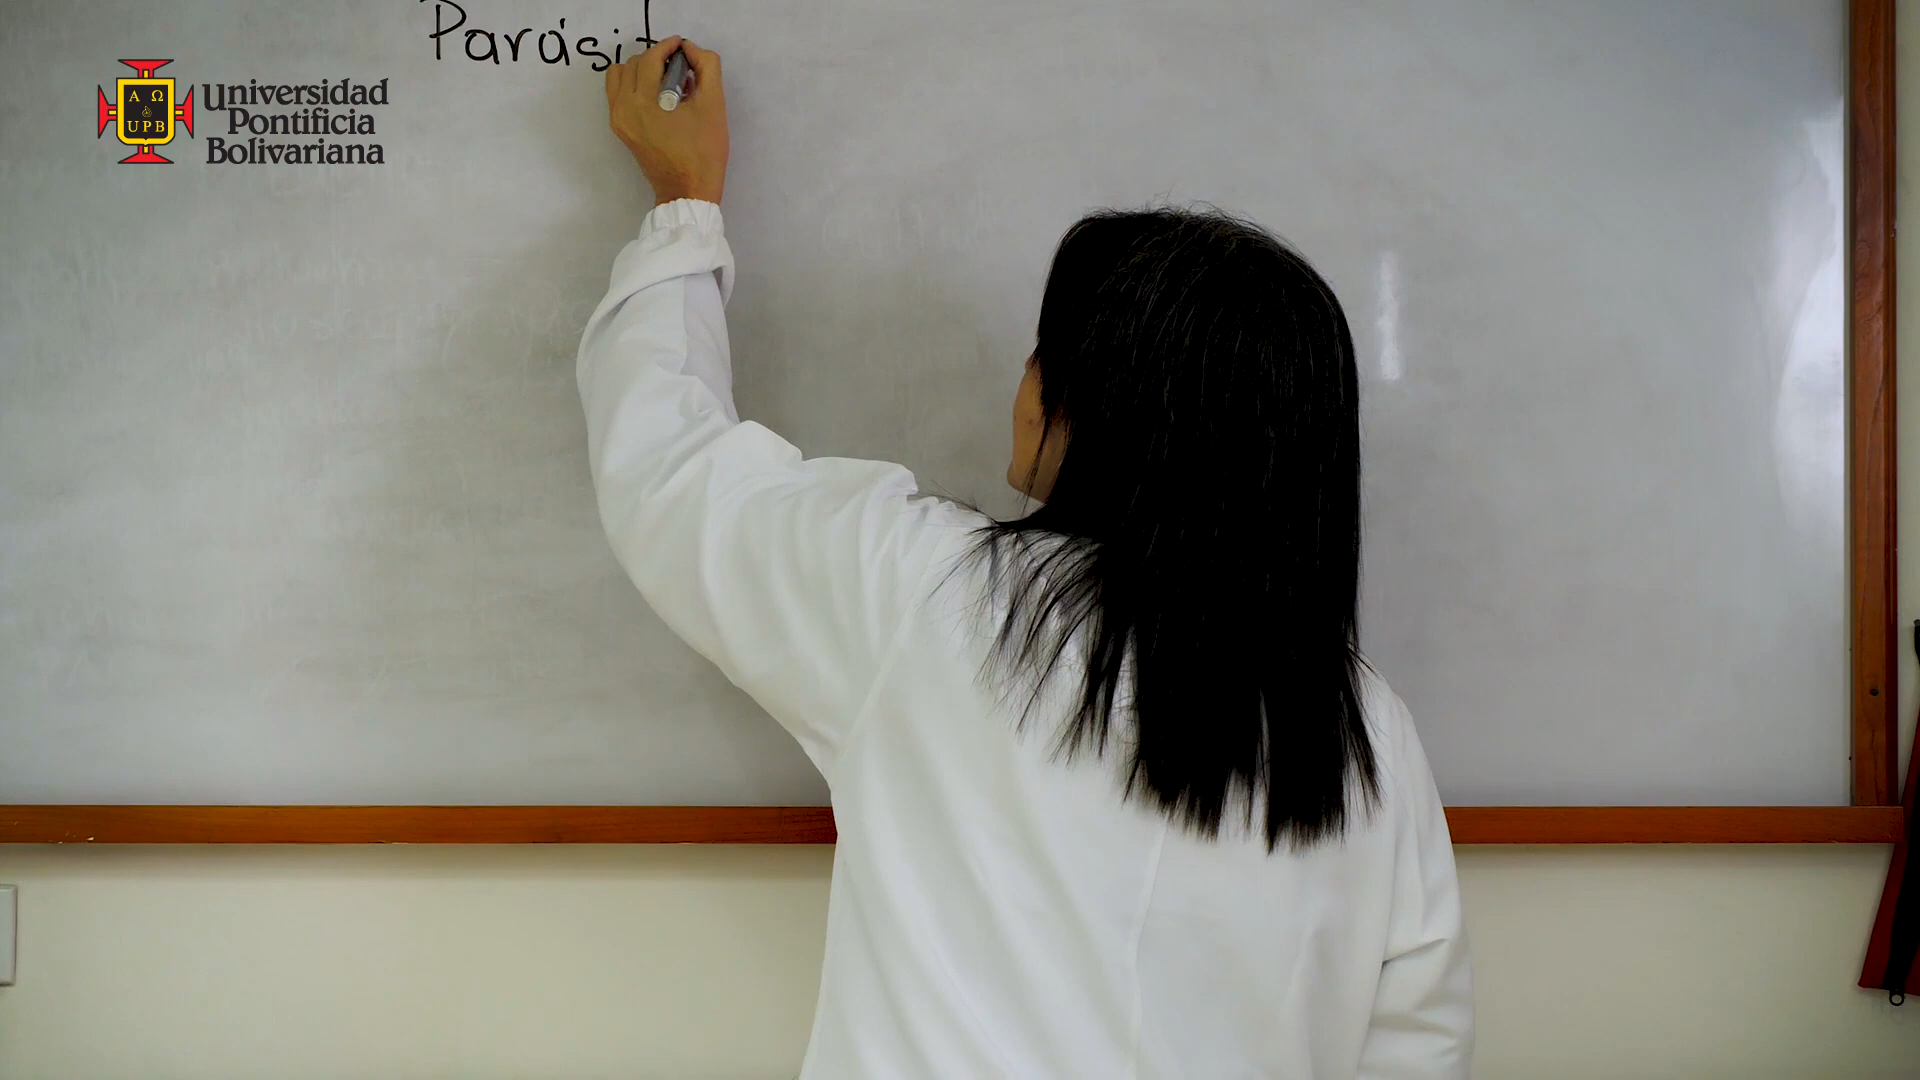 Parásit
Universidad
Pontificia
Bolivariana
A Ω
UPB